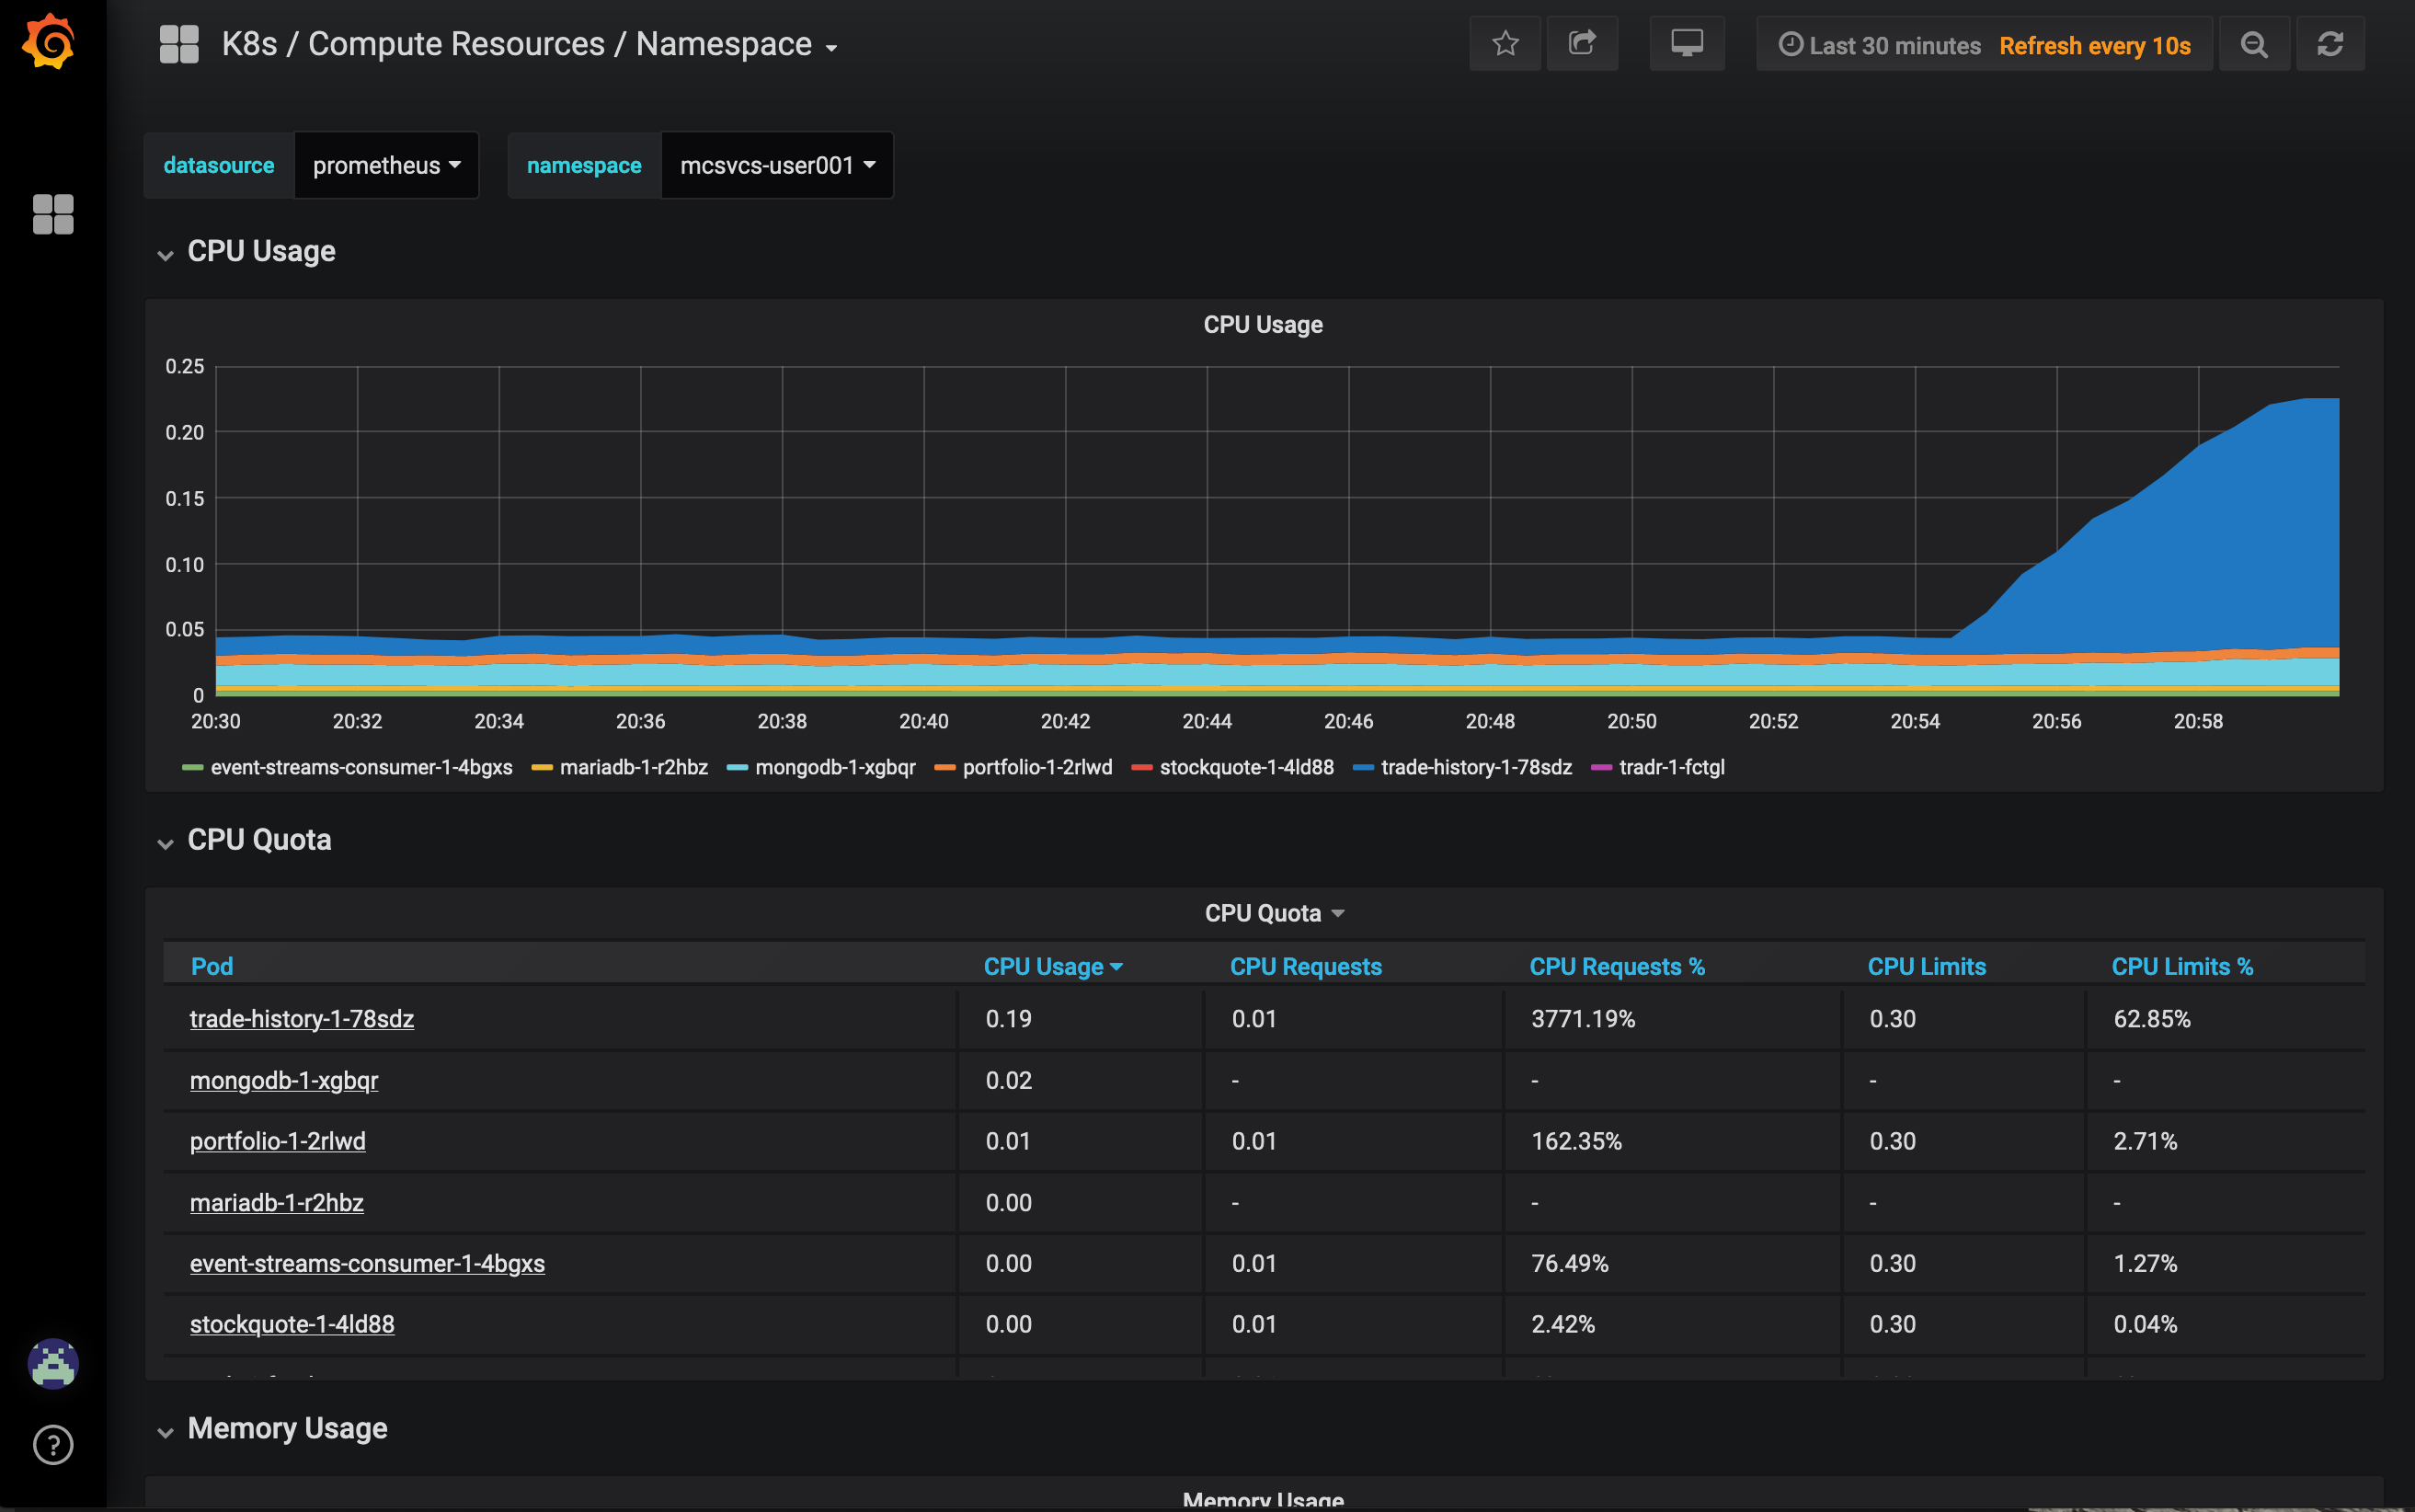 K8s / Compute Resources / Namespace
Last 30 minutes Refresh every 10s
datasource prometheus namespace mcsvcs-user001
CPU Usage
CPU Usage
0.25
0.20
0.15
0.10
0.05
0
20:30 20:32 20:34 20:36 20:38 20:40 20:42 20:44 20:46 20:48 20:50 20:52 20:54 20:56 20:58
event-streams-consumer-1-4bgxs mariadb-1-r2hbz mongodb-1-xgbqr portfolio-1-2rlwd stockquote-1-4ld88 trade-history-1-78sdz tradr-1-fctgl
CPU Quota
CPU Quota
Pod CPU Usage CPU Requests CPU Requests % CPU Limits CPU Limits %
trade-history-1-78sdz 0.19 0.01 3771.19% 0.30 62.85%
mongodb-1-xgbqr 0.02 - - - -
portfolio-1-2rlwd 0.01 0.01 162.35% 0.30 2.71%
mariadb-1-r2hbz 0.00 - - - -
event-streams-consumer-1-4bgxs 0.00 0.01 76.49% 0.30 1.27%
stockquote-1-4ld88 0.00 0.01 2.42% 0.30 0.04%
Memory Usage
Memory Usage
?